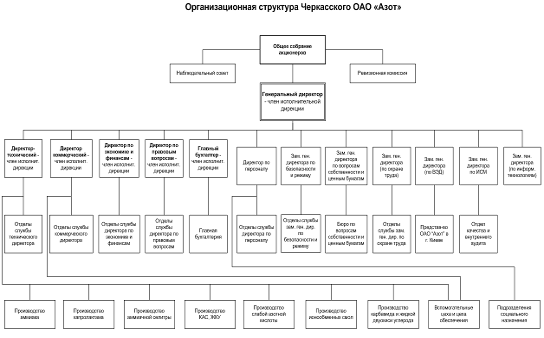 Организационная структура Черкасского ОАО «Азот»
Общее собрание
акционеров
Наблюдательный совет
Ревизионная комиссия
Генеральный директор
- член исполнительной
дирекции
Директор-
технический -
член исполнит.
дирекции
Директор
коммерческий -
член исполнит.
дирекции
Директор по
экономике и
финансам -
член исполнит.
дирекции
Директор по
правовым
вопросам -
член исполнит.
дирекции
Главный
бухгалтер -
член исполнит.
дирекции
Директор по
персоналу
Зам. ген.
директора по
безопасности
и режиму
Зам. ген.
директора
по вопросам
собственности и
ценным бумагам
Зам. ген.
директора
(по охране
труда)
Зам. ген.
директора
(по ВЭД)
Зам. ген.
директора
по ИСМ
Зам. ген.
директора
(по информ.
технологиям)
Отделы
службы
технического
директора
Отделы службы
коммерческого
директора
Отделы службы
директора по
экономике и
финансам
Отделы
службы
директора по
правовым
вопросам
Главная
бухгалтерия
Отделы службы
директора по
персоналу
Отделы службы
зам. ген. дир.
по
безопасности и
режиму
Бюро по
вопросам
собственности и
ценным бумагам
Отделы
службы зам.
ген. дир. по
охране труда
ОАО "Азот" в
г. Киеве
Отдел
качества и
внутреннего
аудита
Производство
аммиака
Производство
капролактама
Производство
аммиачной селитры
Производство
КАС, ЖКУ
Производство
слабой азотной
кислоты
Производство
ионообменных смол
Производство
карбамида и жидкой
двуокиси углерода
Вспомогательные
цеха и цеха
обеспечения
Подразделения
социального
назначения